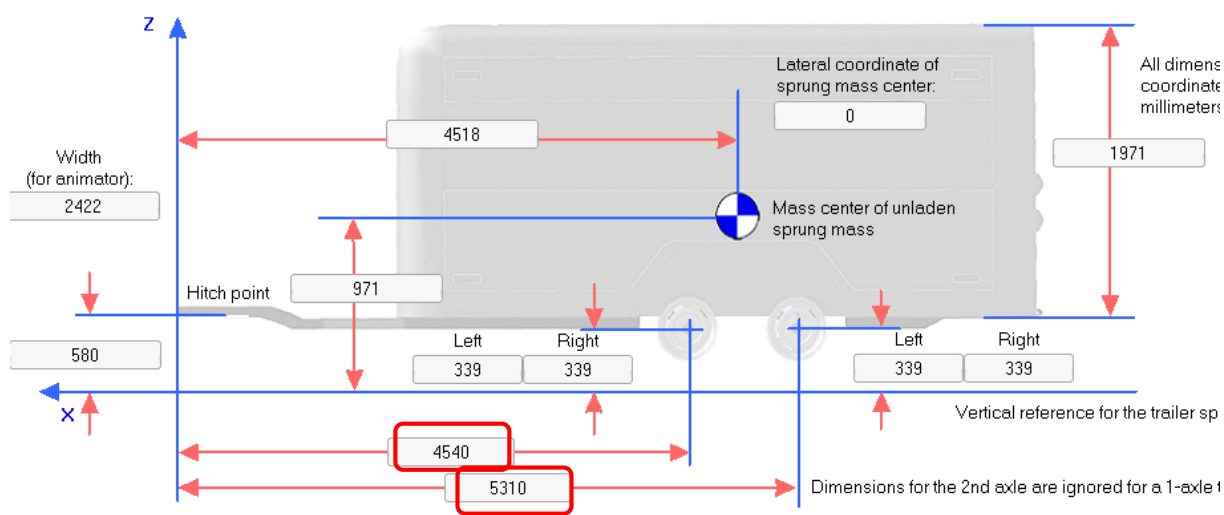 Z
Lateral coordinate of
sprung mass center:
0
All dimens
coordinate
millimeters
4518
1971
Width
(for animator):
2422
Mass center of unladen
sprung mass
Hitch point
971
580
Left Right
339 339
Left Right
339 339
X
Vertical reference for the trailer sp
4540
5310
Dimensions for the 2nd axle are ignored for a 1-axle t